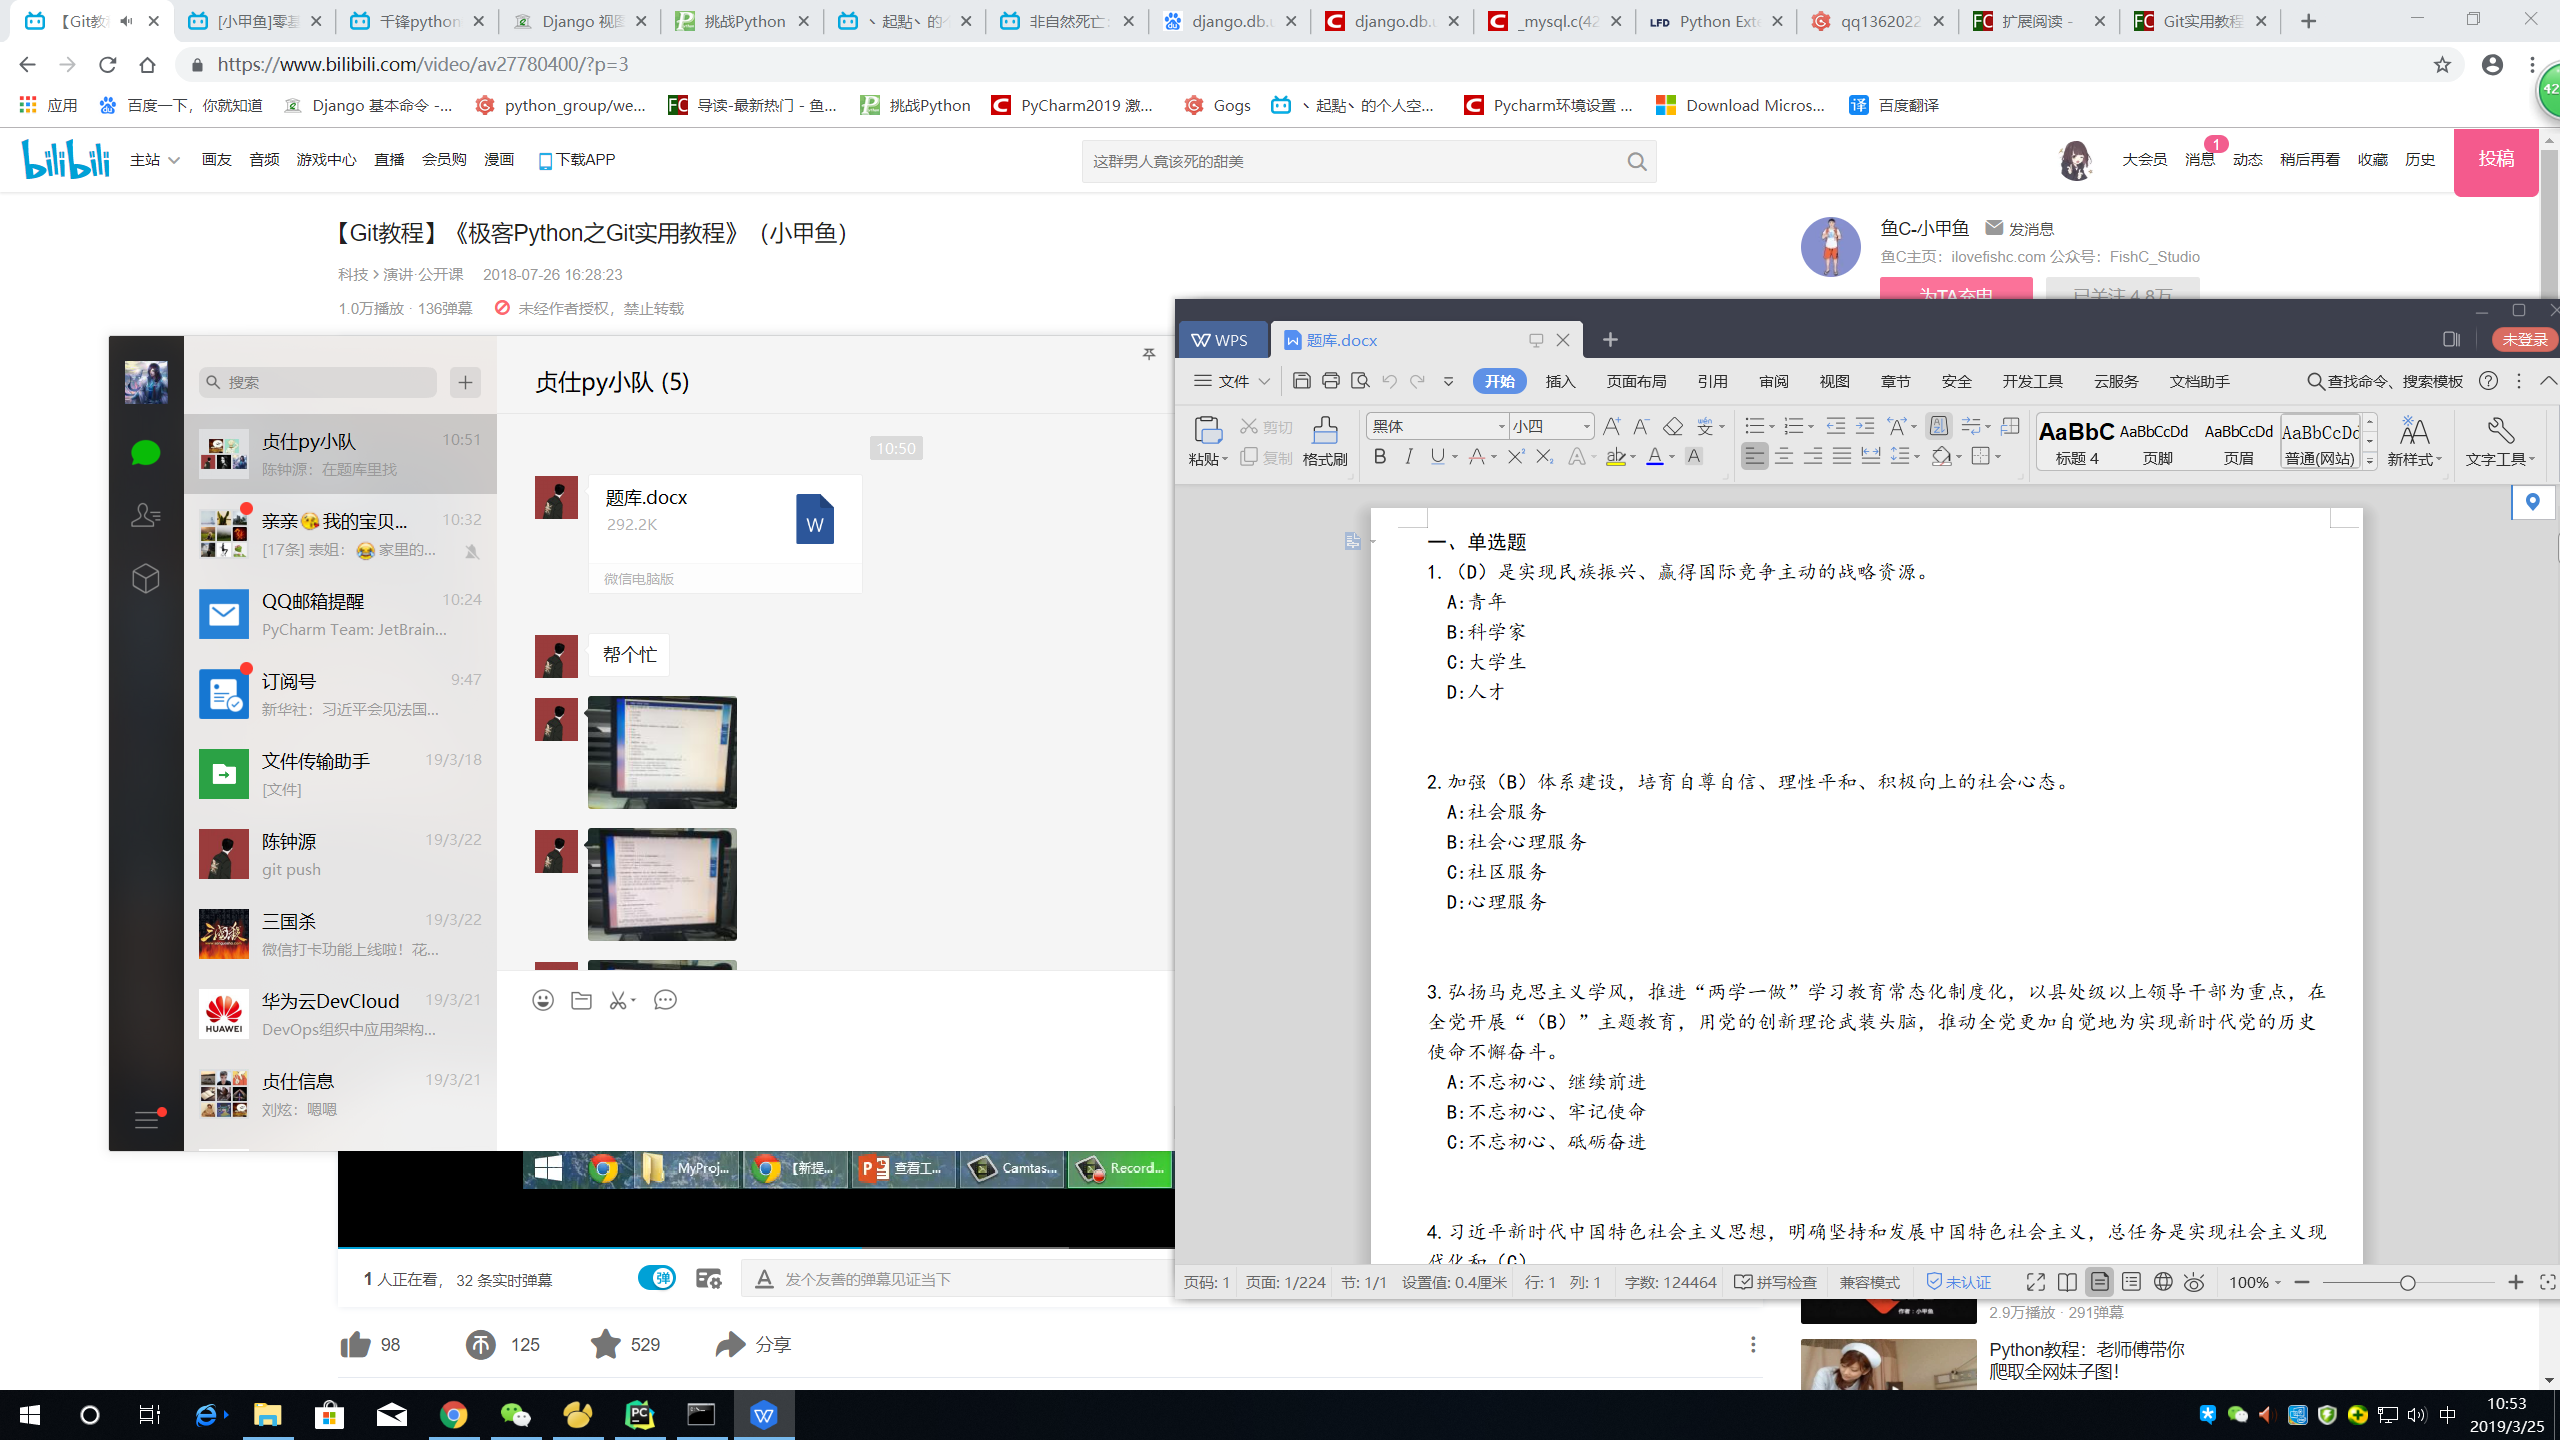 【Git教
[小甲鱼]零基
千锋python
Django 视图
挑战Python
丶起點丶的个
非自然死亡:
django.db.u
django.db.u
_mysql.c(42
Python Exte
qq1362022
扩展阅读 -
Git实用教程
https://www.bilibili.com/video/av27780400/?p=3
应用
百度一下，你就知道
Django 基本命令 -...
python_group/we...
导读-最新热门 - 鱼...
挑战Python
PyCharm2019 激...
Gogs
丶起點丶的个人空...
Pycharm环境设置 ...
Download Micros...
百度翻译
42
bilibili
主站
画友
音频
游戏中心
直播
会员购
漫画
下载APP
这群男人竟该死的甜美
大会员
消息
1
动态
稍后再看
收藏
历史
投稿
【Git教程】《极客Python之Git实用教程》（小甲鱼）
科技 > 演讲·公开课 2018-07-26 16:28:23
1.0万播放 · 136弹幕 未经作者授权，禁止转载
鱼C-小甲鱼 发消息
鱼C主页：ilovefishc.com 公众号：FishC_Studio
为TA充电
已关注 4.8万
搜索
贞仕py小队 10:51
陈钟源：在题库里找
亲亲😘我的宝贝... 10:32
[17条] 表姐：😂家里的...
QQ邮箱提醒 10:24
PyCharm Team: JetBrain...
订阅号 9:47
新华社：习近平会见法国...
文件传输助手 19/3/18
[文件]
陈钟源 19/3/22
git push
三国杀 19/3/22
微信打卡功能上线啦！花...
华为云DevCloud 19/3/21
DevOps组织中应用架构...
HUAWEI
贞仕信息 19/3/21
刘炫：嗯嗯
贞仕py小队 (5)
10:50
题库.docx
292.2K
W
微信电脑版
帮个忙
WPS
题库.docx
未登录
文件
开始
插入
页面布局
引用
审阅
视图
章节
安全
开发工具
云服务
文档助手
查找命令、搜索模板
粘贴
剪切
复制
格式刷
黑体
小四
AaBbC
标题 4
AaBbCcDd
页脚
AaBbCcDd
页眉
AaBbCcDd
普通(网站)
新样式
文字工具
一、单选题
1.（D）是实现民族振兴、赢得国际竞争主动的战略资源。
A:青年
B:科学家
C:大学生
D:人才
2.加强（B）体系建设，培育自尊自信、理性平和、积极向上的社会心态。
A:社会服务
B:社会心理服务
C:社区服务
D:心理服务
3.弘扬马克思主义学风，推进“两学一做”学习教育常态化制度化，以县处级以上领导干部为重点，在
全党开展“（B）”主题教育，用党的创新理论武装头脑，推动全党更加自觉地为实现新时代党的历史
使命不懈奋斗。
A:不忘初心、继续前进
B:不忘初心、牢记使命
C:不忘初心、砥砺奋进
4.习近平新时代中国特色社会主义思想，明确坚持和发展中国特色社会主义，总任务是实现社会主义现
代化和（C）
页码: 1
页面: 1/224
节: 1/1
设置值: 0.4厘米
行: 1
列: 1
字数: 124464
拼写检查
兼容模式
未认证
100%
MyProj...
【新提...
查看工...
Camtas...
Record...
1 人正在看， 32 条实时弹幕
弹
发个友善的弹幕见证当下
98
125
529
分享
2.9万播放 · 291弹幕
Python教程：老师傅带你
爬取全网妹子图！
中
10:53
2019/3/25